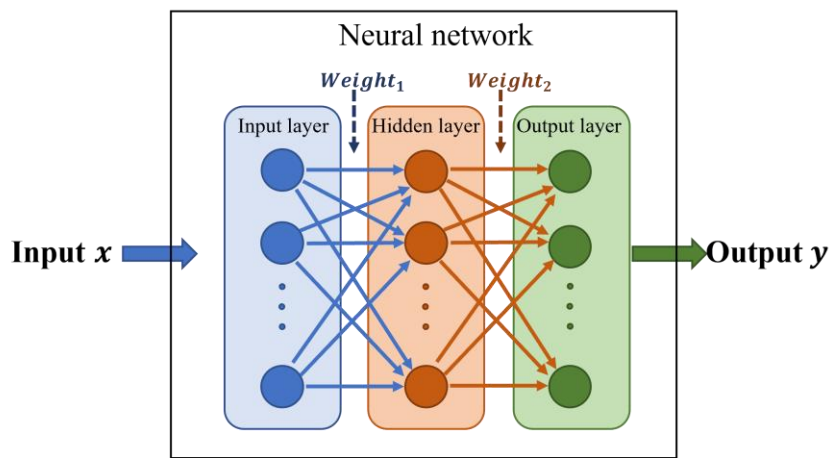 Neural network
Weight₁
Weight₂
Input layer
Hidden layer
Output layer
Input x
Output y